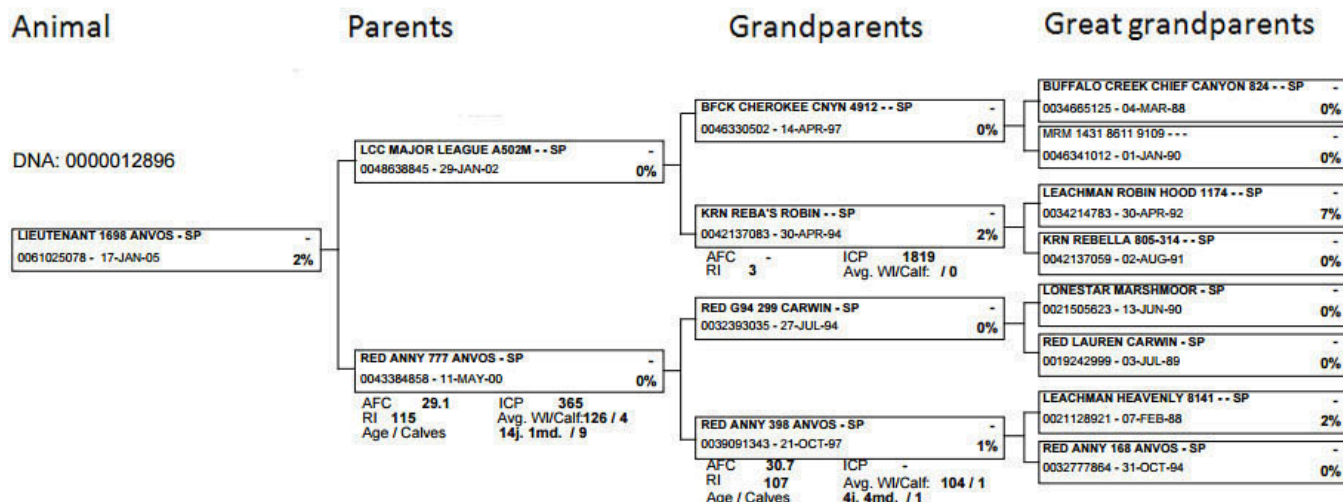 Animal
Parents
Grandparents
Great grandparents
DNA: 0000012896
LIEUTENANT 1698 ANVOS - SP -
0061025078 - 17-JAN-05 2%
LCC MAJOR LEAGUE A502M - - SP -
0048638845 - 29-JAN-02 0%
RED ANNY 777 ANVOS - SP -
0043384858 - 11-MAY-00 0%
AFC 29.1 ICP 365
RI 115 Avg. WI/Calf:126 / 4
Age / Calves 14j. 1md. / 9
BFCK CHEROKEE CNYN 4912 - - SP -
0046330502 - 14-APR-97 0%
KRN REBA'S ROBIN - - SP -
0042137083 - 30-APR-94 2%
AFC - ICP 1819
RI 3 Avg. WI/Calf: / 0
RED G94 299 CARWIN - SP -
0032393035 - 27-JUL-94 0%
RED ANNY 398 ANVOS - SP -
0039091343 - 21-OCT-97 1%
AFC 30.7 ICP -
RI 107 Avg. WI/Calf: 104 / 1
Age / Calves 4j. 4md. / 1
BUFFALO CREEK CHIEF CANYON 824 - - SP -
0034665125 - 04-MAR-88 0%
MRM 1431 8611 9109 - - - -
0046341012 - 01-JAN-90 0%
LEACHMAN ROBIN HOOD 1174 - - SP -
0034214783 - 30-APR-92 7%
KRN REBELLA 805-314 - - SP -
0042137059 - 02-AUG-91 0%
LONESTAR MARSHMOOR - SP -
0021505623 - 13-JUN-90 0%
RED LAUREN CARWIN - SP -
0019242999 - 03-JUL-89 0%
LEACHMAN HEAVENLY 8141 - - SP -
0021128921 - 07-FEB-88 2%
RED ANNY 168 ANVOS - SP -
0032777864 - 31-OCT-94 0%